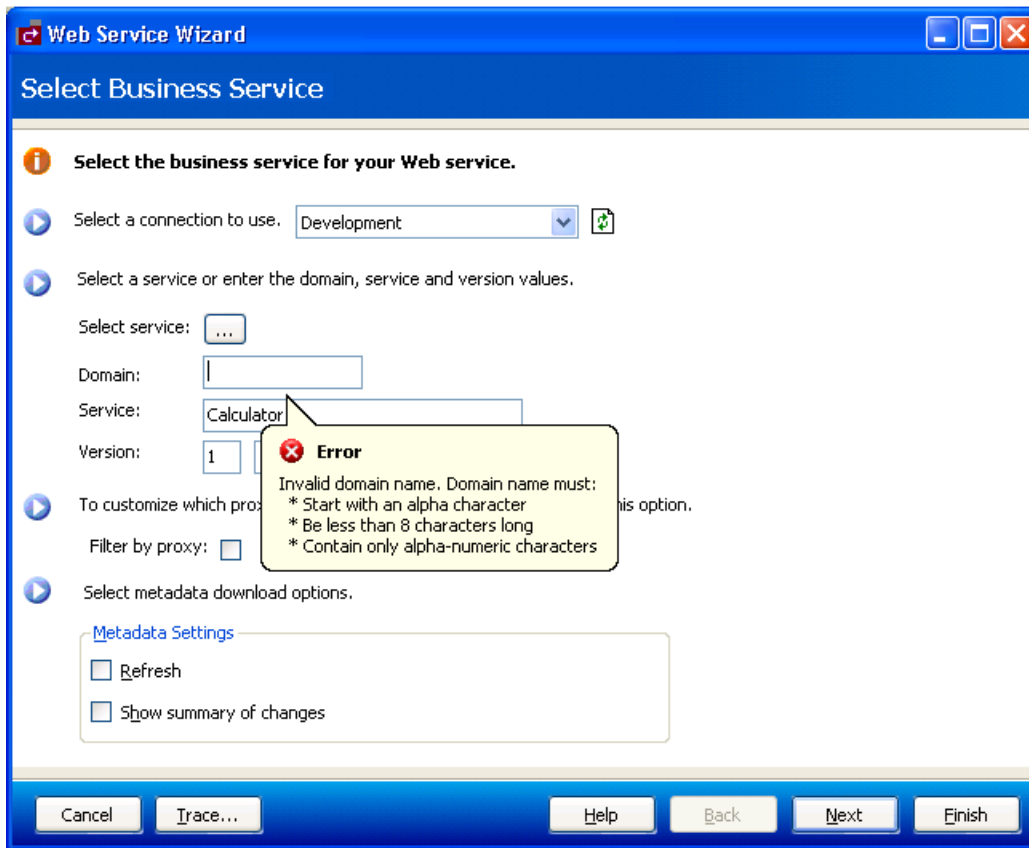 Web Service Wizard
Select Business Service
Select the business service for your Web service.
Select a connection to use. Development
Select a service or enter the domain, service and version values.
Select service: ...
Domain:
Service: Calculator
Version: 1
Error
Invalid domain name. Domain name must:
* Start with an alpha character
* Be less than 8 characters long
* Contain only alpha-numeric characters
To customize which option.
Filter by proxy:
Select metadata download options.
Metadata Settings
Refresh
Show summary of changes
Cancel Trace... Help Back Next Finish